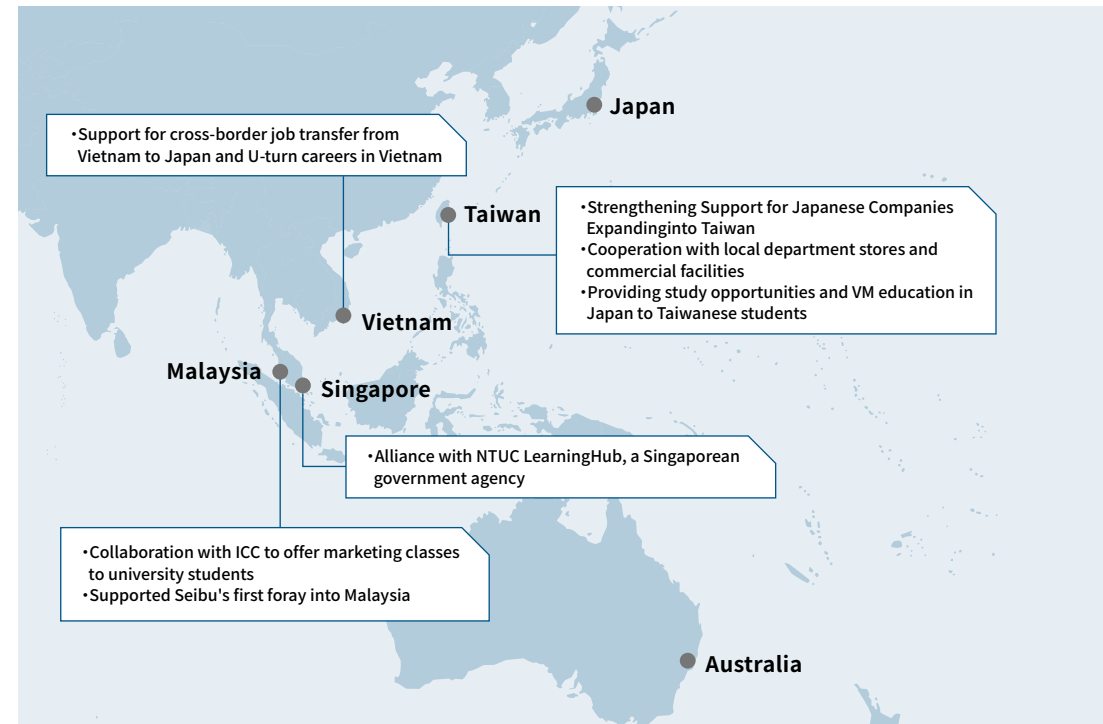 Japan
・Support for cross-border job transfer from
Vietnam to Japan and U-turn careers in Vietnam
Taiwan
・Strengthening Support for Japanese Companies
Expandinginto Taiwan
・Cooperation with local department stores and
commercial facilities
・Providing study opportunities and VM education in
Japan to Taiwanese students
Vietnam
Malaysia
Singapore
・Alliance with NTUC LearningHub, a Singaporean
government agency
・Collaboration with ICC to offer marketing classes
to university students
・Supported Seibu's first foray into Malaysia
Australia